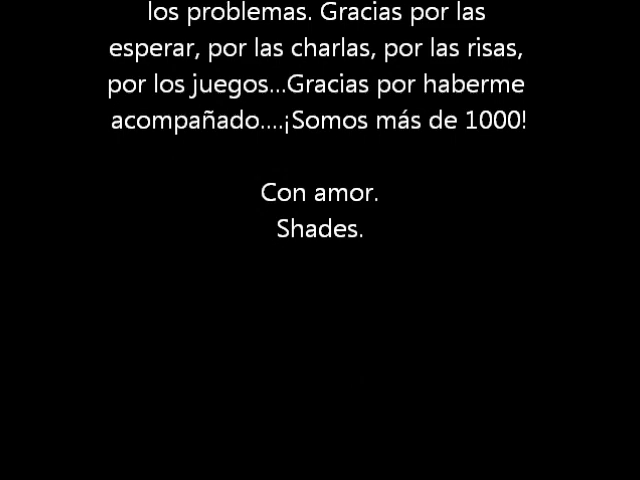 los problemas. Gracias por las
esperar, por las charlas, por las risas,
por los juegos...Gracias por haberme
acompañado....¡Somos más de 1000!
Con amor.
Shades.